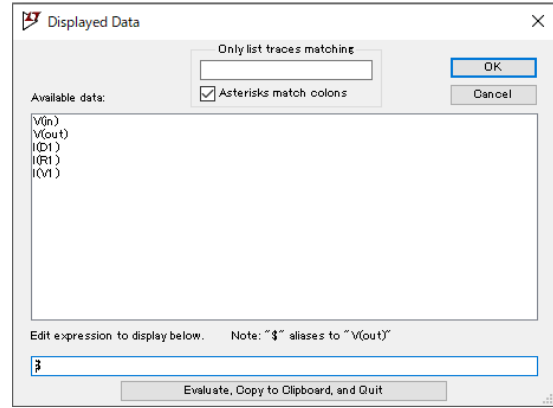 Displayed Data
Only list traces matching
OK
Asterisks match colons
Cancel
Available data:
V(in)
V(out)
I(D1)
I(R1)
I(V1)
Edit expression to display below. Note: "$" aliases to "V(out)"
$
Evaluate, Copy to Clipboard, and Quit